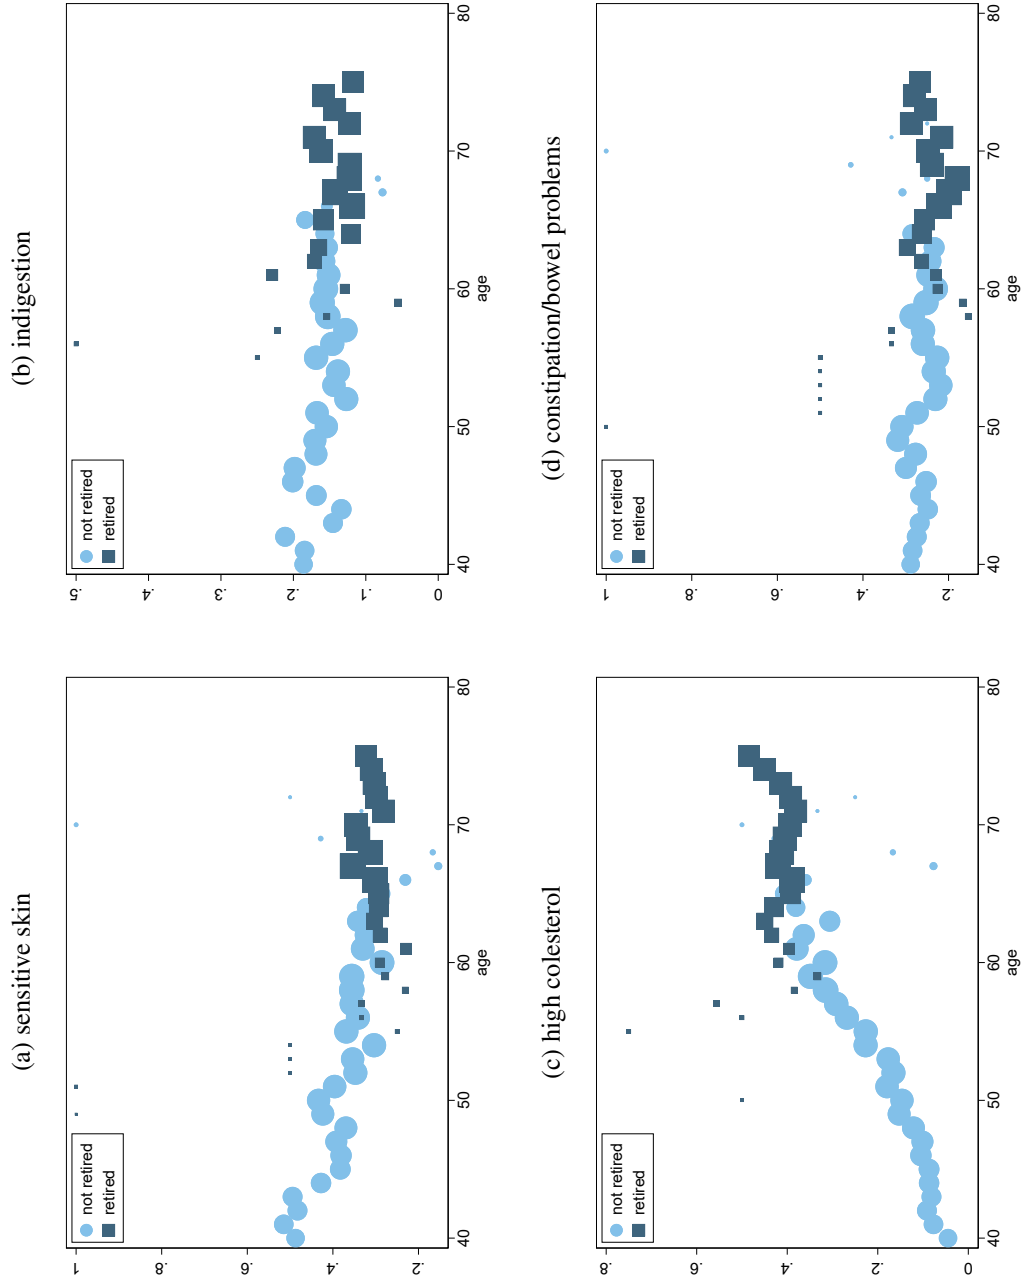 (a) sensitive skin
not retired
retired
1
.8
.6
.4
.2
40
50
60
70
80
age
(b) indigestion
not retired
retired
.5
.4
.3
.2
.1
0
40
50
60
70
80
age
(c) high colesterol
not retired
retired
.8
.6
.4
.2
0
40
50
60
70
80
age
(d) constipation/bowel problems
not retired
retired
1
.8
.6
.4
.2
40
50
60
70
80
age